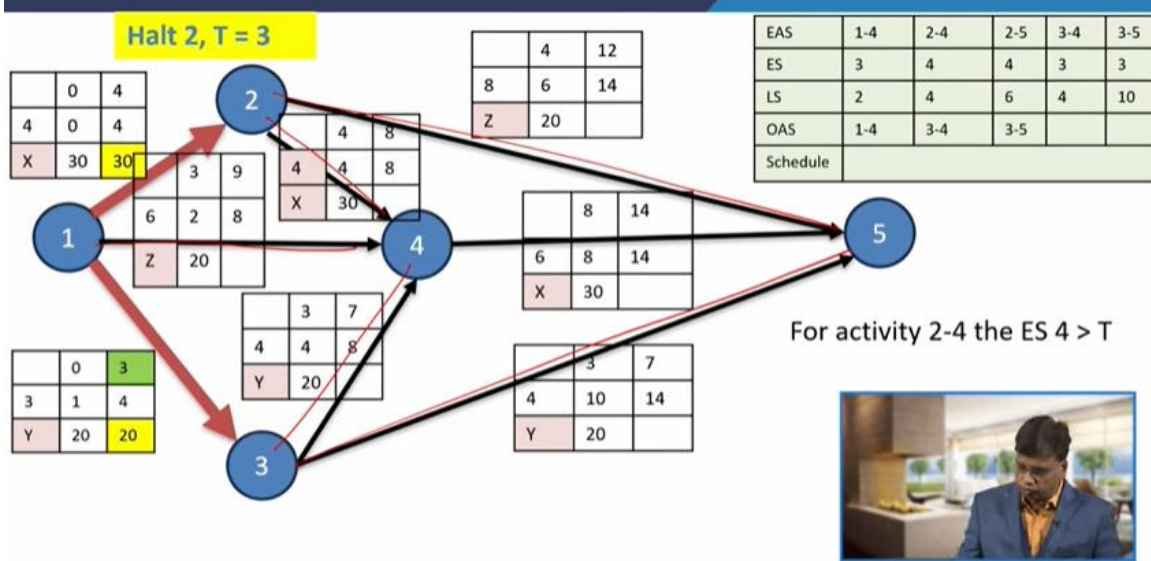 Halt 2, T = 3
EAS 1-4 2-4 2-5 3-4 3-5
ES 3 4 4 3 3
LS 2 4 6 4 10
OAS 1-4 3-4 3-5
Schedule
4 12
8 6 14
Z 20
0 4
4 0 4
X 30 30
2
4 8
4 4 8
X 30
3 9
6 2 8
Z 20
1
4
8 14
6 8 14
X 30
5
3 7
4 4 8
Y 20
For activity 2-4 the ES 4 > T
0 3
3 1 4
Y 20 20
3 7
4 10 14
Y 20
3